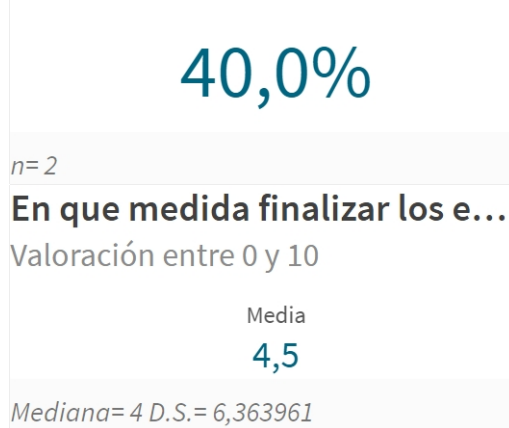 40,0%
n= 2
En que medida finalizar los e...
Valoración entre 0 y 10
Media
4,5
Mediana= 4 D.S.= 6,363961